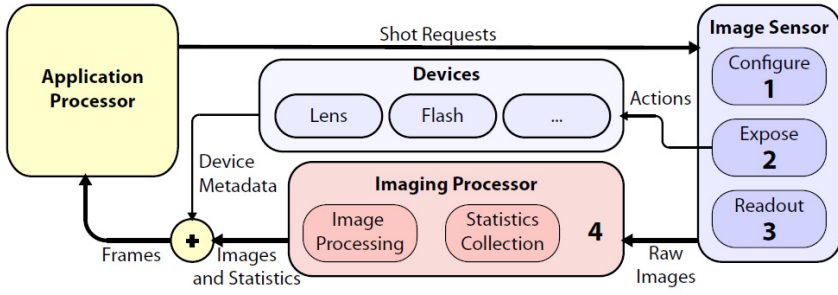 Application
Processor
Shot Requests
Image Sensor
Configure
1
Expose
2
Readout
3
Devices
Lens
Flash
...
Actions
Device
Metadata
Imaging Processor
Image
Processing
Statistics
Collection
4
Raw
Images
Images
and Statistics
+
Frames